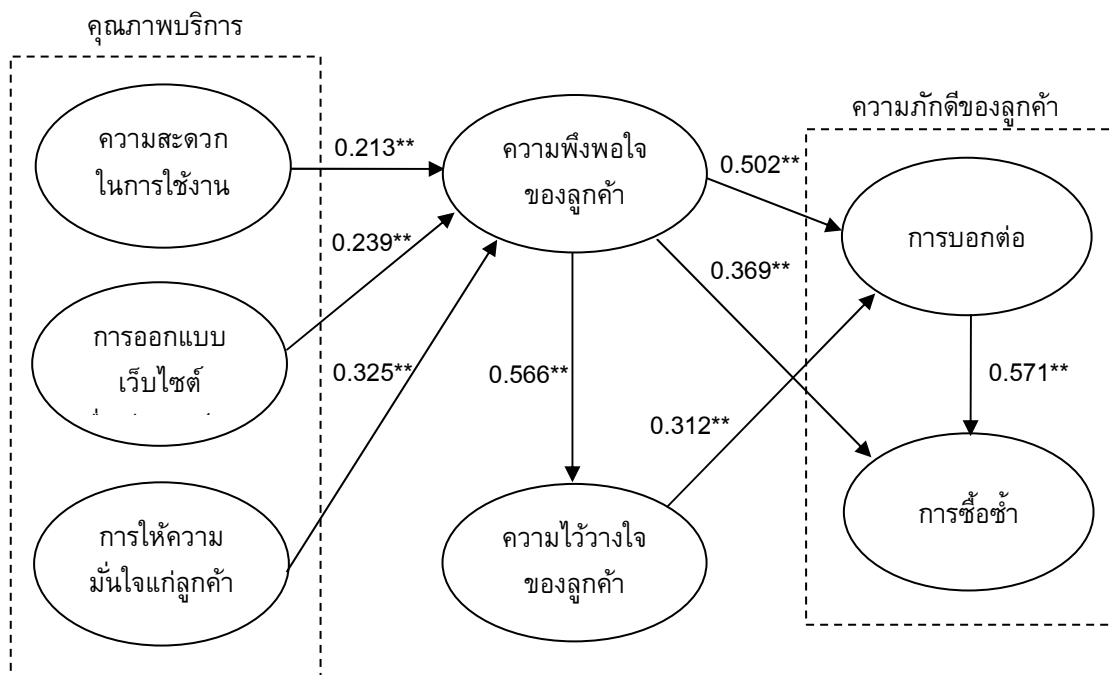 คุณภาพบริการ
ความสะดวก
ในการใช้งาน
0.213**
ความพึงพอใจ
ของลูกค้า
0.502**
ความภักดีของลูกค้า
การบอกต่อ
0.239**
0.369**
การออกแบบ
เว็บไซต์
0.325**
0.566**
0.571**
0.312**
การให้ความ
มั่นใจแก่ลูกค้า
ความไว้วางใจ
ของลูกค้า
การซื้อซ้ำ